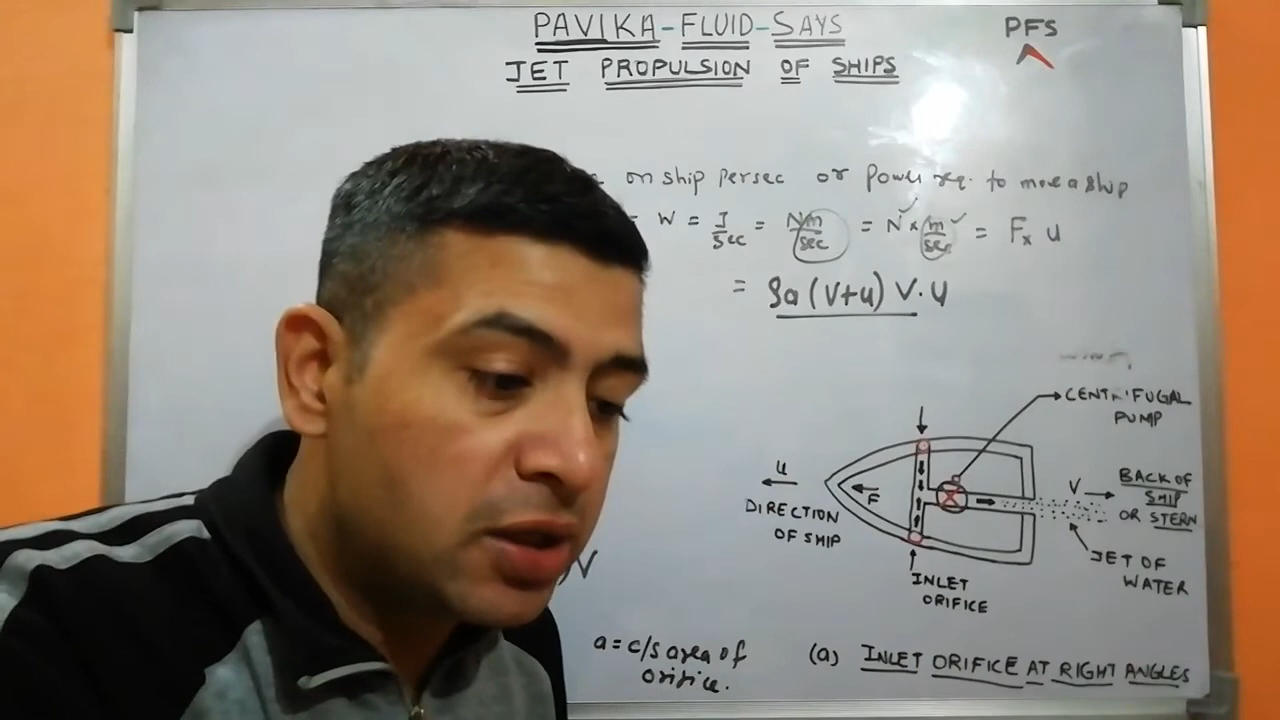 PAVIKA-FLUID-SAYS
PFS
JET PROPULSION OF SHIPS
on ship per sec or power req. to move a ship
= W = J/sec = Nm/sec = N × m/sec = Fx u
= ρa (V+u) V.u
CENTRIFUGAL
PUMP
u
DIRECTION
OF SHIP
F
V
BACK OF
SHIP
OR STERN
JET OF
WATER
INLET
ORIFICE
V
a = c/s area of
orifice.
(a) INLET ORIFICE AT RIGHT ANGLES